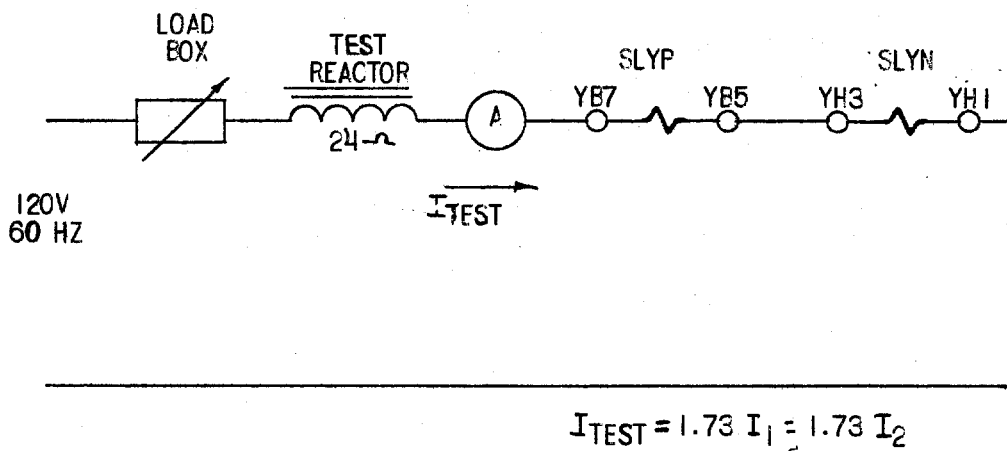 LOAD
BOX
TEST
REACTOR
SLYP
SLYN
YB7
YB5
YH3
YH1
A
24-Ω
I_TEST
120V
60 HZ
I_TEST = 1.73 I_1 = 1.73 I_2